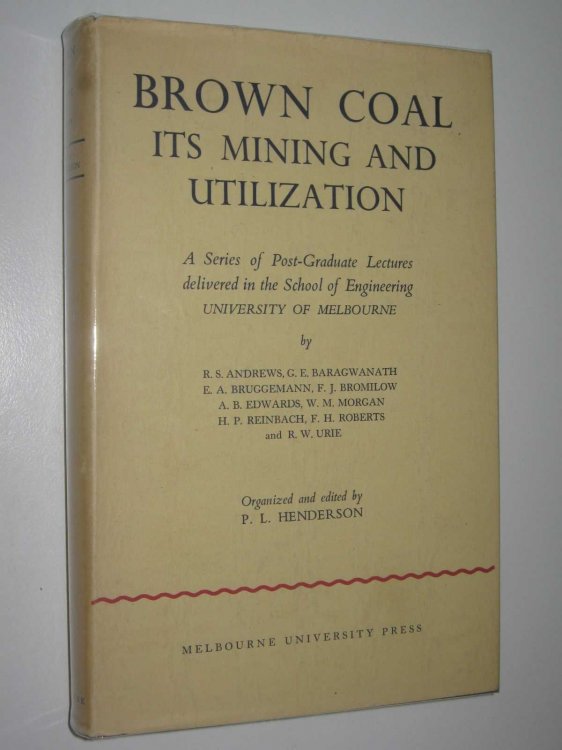 BROWN COAL
ITS MINING AND
UTILIZATION
A Series of Post-Graduate Lectures
delivered in the School of Engineering
UNIVERSITY OF MELBOURNE
by
R. S. ANDREWS, G. E. BARAGWANATH
E. A. BRUGGEMANN, F. J. BROMILOW
A. B. EDWARDS, W. M. MORGAN
H. P. REINBACH, F. H. ROBERTS
and R. W. URIE
Organized and edited by
P. L. HENDERSON
MELBOURNE UNIVERSITY PRESS